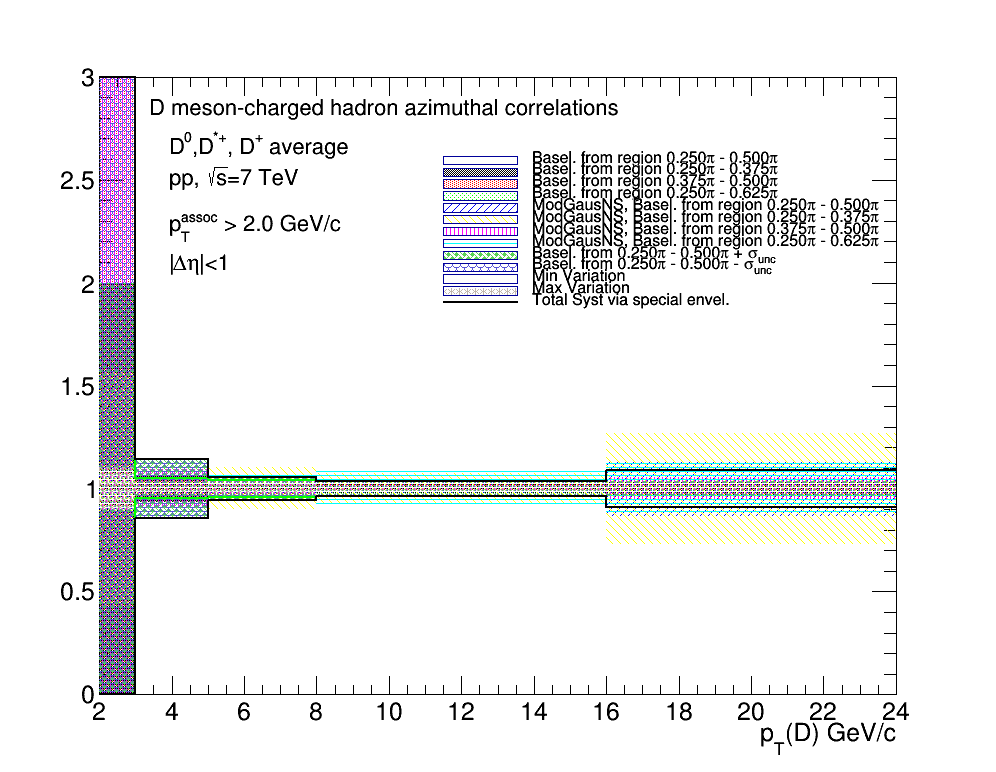 3
D meson-charged hadron azimuthal correlations
D0,D*+, D+ average
pp, √s=7 TeV
pTassoc > 2.0 GeV/c
|Δη|<1
Basel. from region 0.250π - 0.500π
Basel. from region 0.250π - 0.375π
Basel. from region 0.375π - 0.500π
Basel. from region 0.250π - 0.625π
ModGausNS, Basel. from region 0.250π - 0.500π
ModGausNS, Basel. from region 0.250π - 0.375π
ModGausNS, Basel. from region 0.375π - 0.500π
ModGausNS, Basel. from region 0.250π - 0.625π
Basel. from 0.250π - 0.500π + σunc
Basel. from 0.250π - 0.500π - σunc
Min Variation
Max Variation
Total Syst via special envel.
2.5
2
1.5
1
0.5
0
2 4 6 8 10 12 14 16 18 20 22 24
pT(D) GeV/c